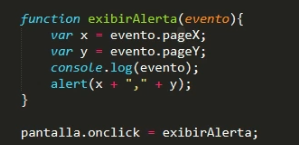 function exibirAlerta(evento){
    var x = evento.pageX;
    var y = evento.pageY;
    console.log(evento);
    alert(x + "," + y);
}
pantalla.onclick = exibirAlerta;